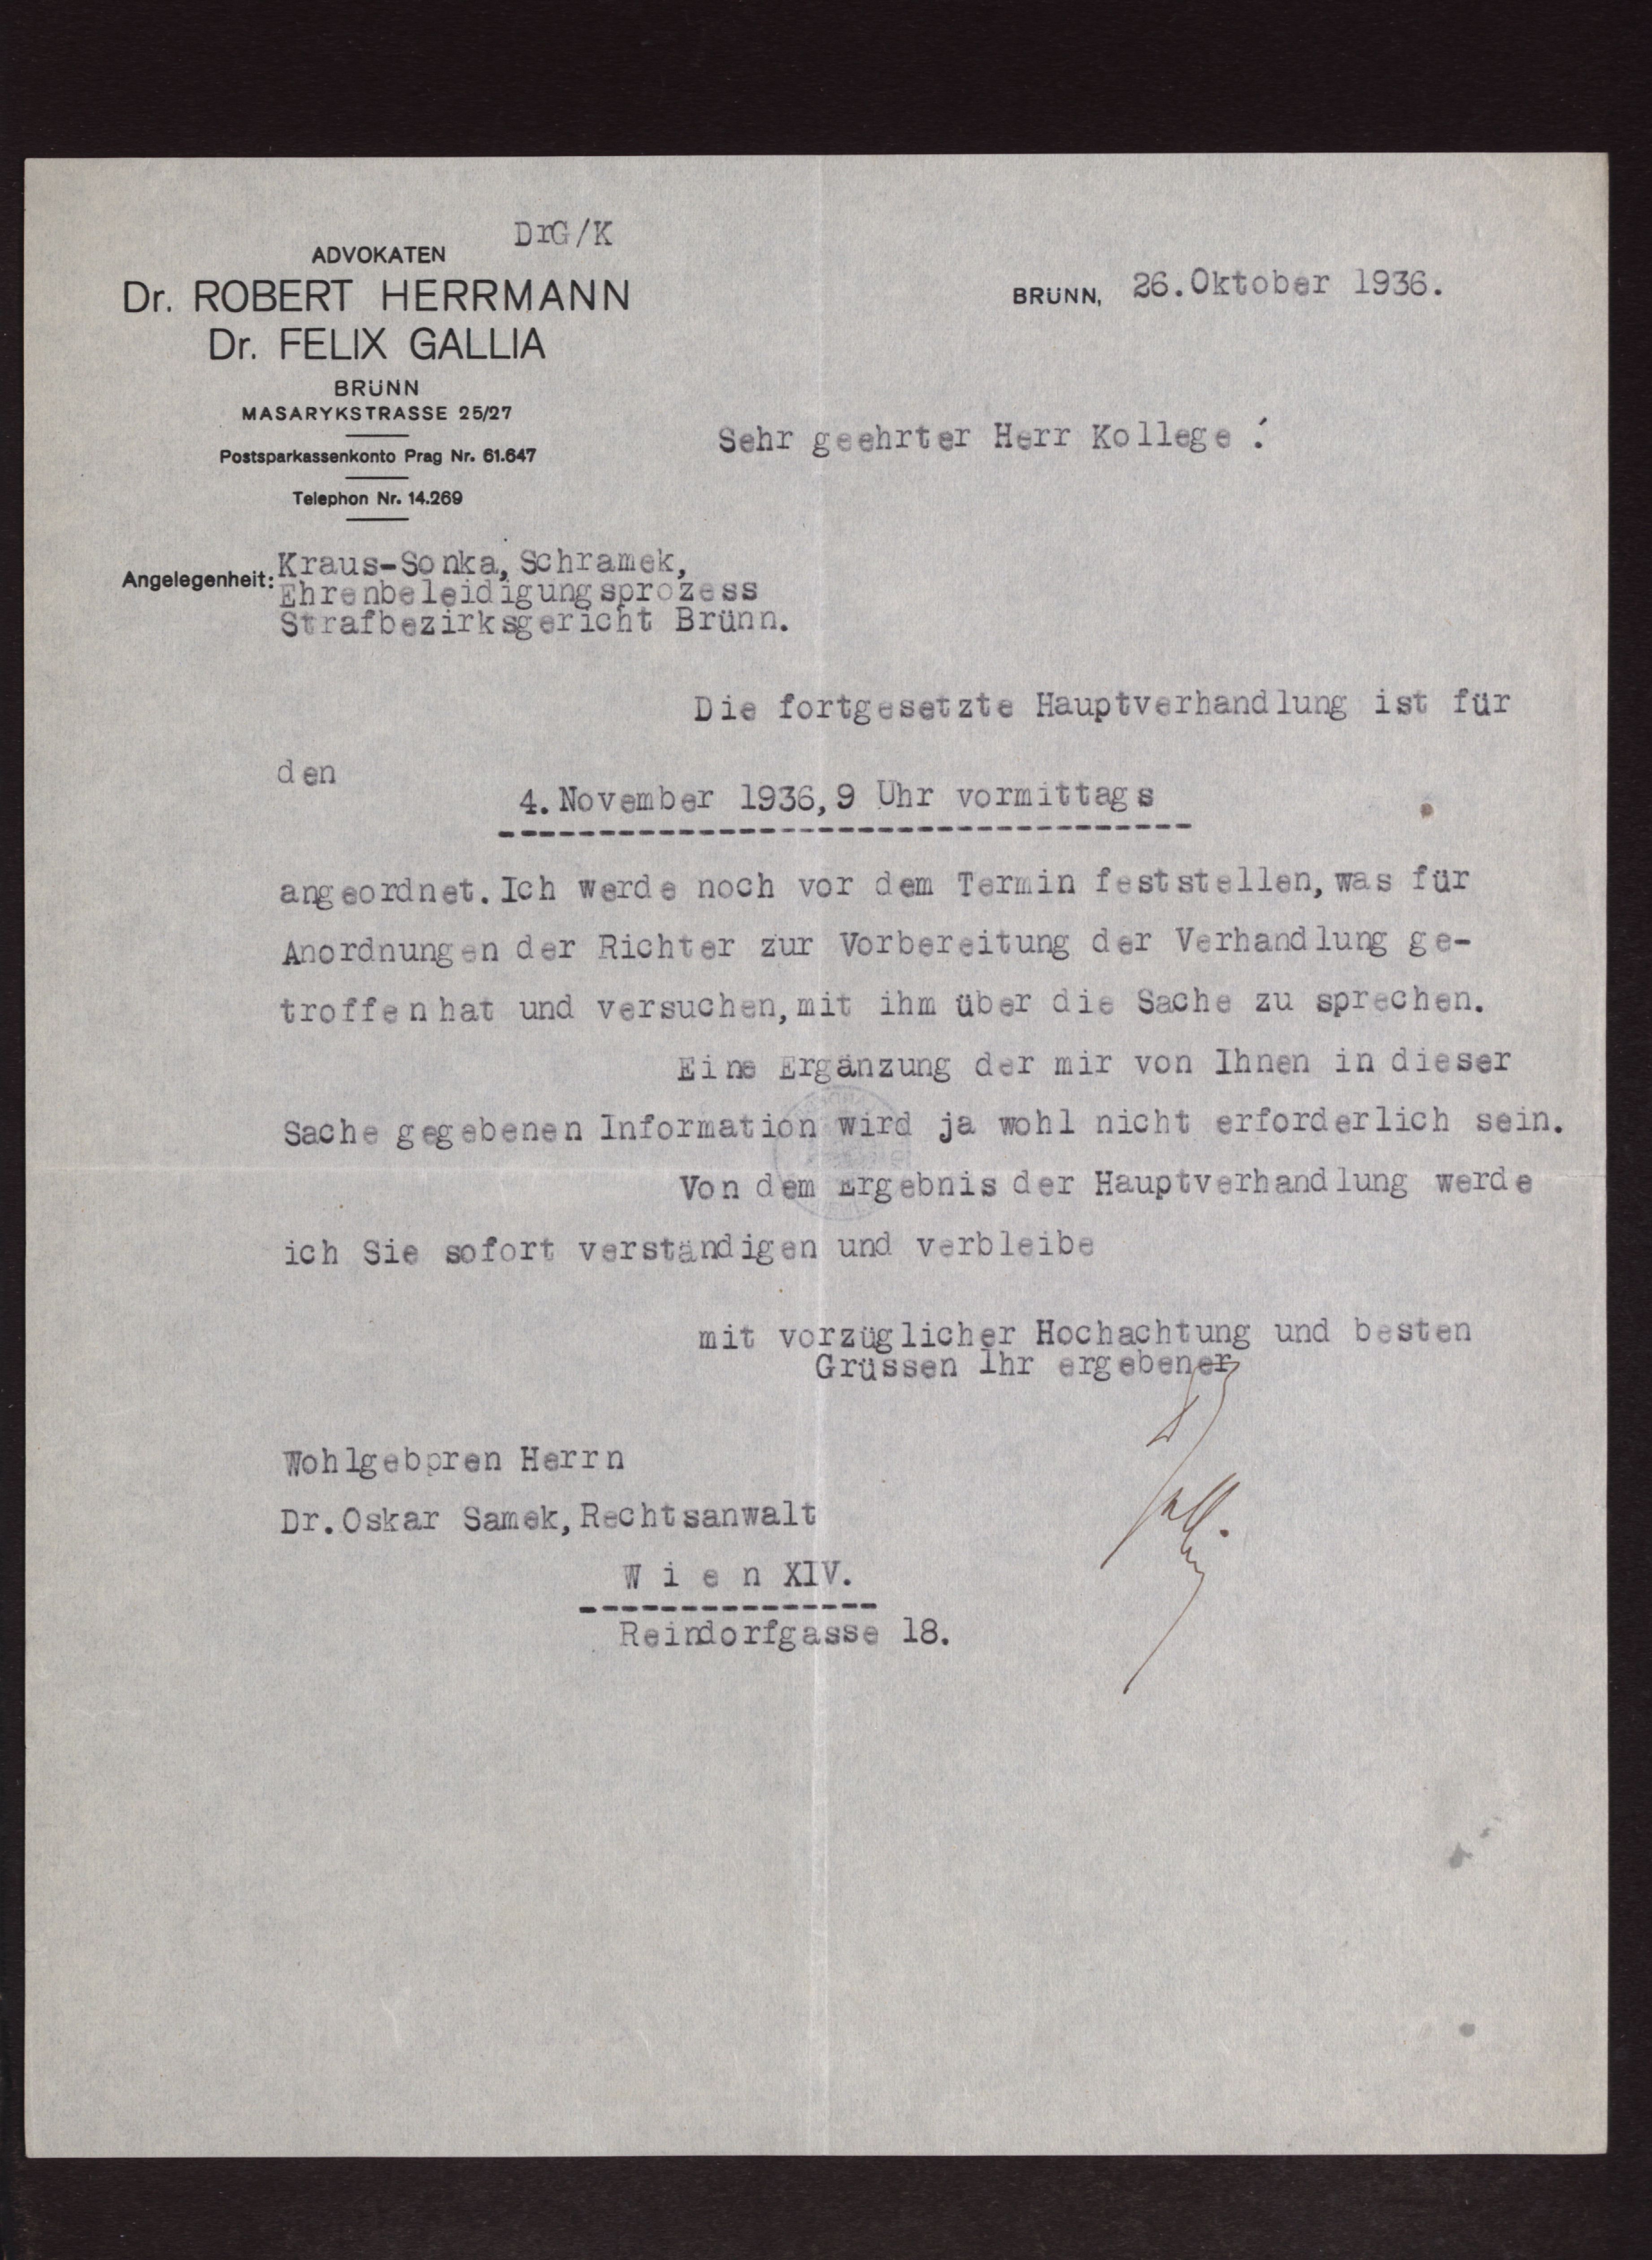 DrG/K
ADVOKATEN
Dr. ROBERT HERRMANN
Dr. FELIX GALLIA
BRÜNN
MASARYKSTRASSE 25/27
Postsparkassenkonto Prag Nr. 61.647
Telephon Nr. 14.269
BRÜNN, 26.Oktober 1936.
Sehr geehrter Herr Kollege !
Angelegenheit: Kraus-Sonka, Schramek,
Ehrenbeleidigungsprozess
Strafbezirksgericht Brünn.
Die fortgesetzte Hauptverhandlung ist für
den
4.November 1936,9 Uhr vormittags
angeordnet.Ich werde noch vor dem Termin feststellen,was für
Anordnungen der Richter zur Vorbereitung der Verhandlung ge-
troffen hat und versuchen,mit ihm über die Sache zu sprechen.
Eine Ergänzung der mir von Ihnen in dieser
Sache gegebenen Information wird ja wohl nicht erforderlich sein.
Von dem Ergebnis der Hauptverhandlung werde
ich Sie sofort verständigen und verbleibe
mit vorzüglicher Hochachtung und besten
Grüssen Ihr ergebener
Wohlgeboren Herrn
Dr.Oskar Samek,Rechtsanwalt
W i e n XIV.
Reindorfgasse 18.